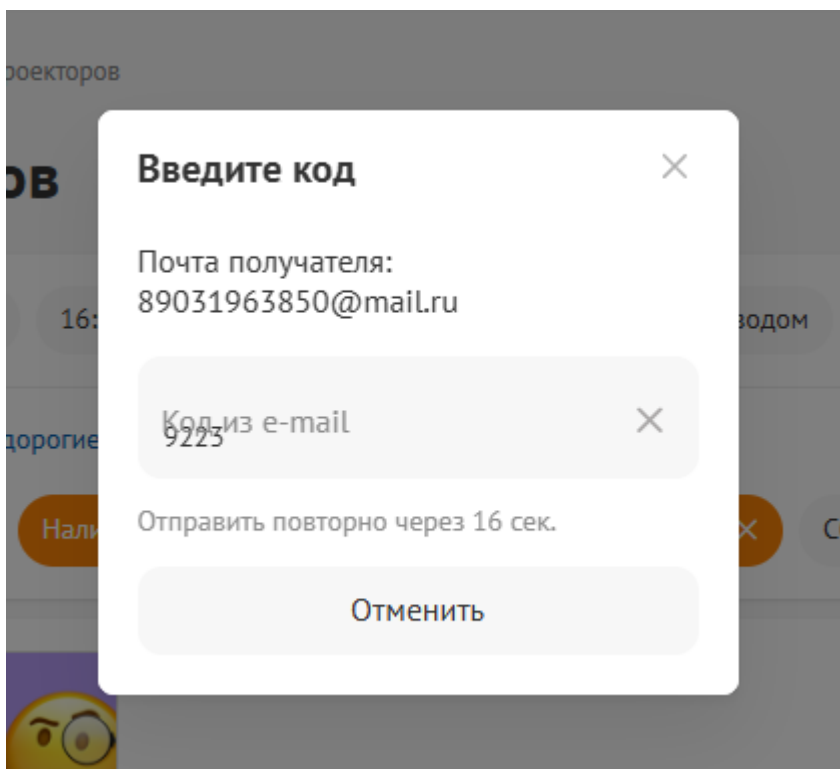 роекторов
ов
Введите код
Почта получателя:
89031963850@mail.ru
16:
водом
Код из e-mail
9223
дорогие
Отправить повторно через 16 сек.
Нали
С
Отменить